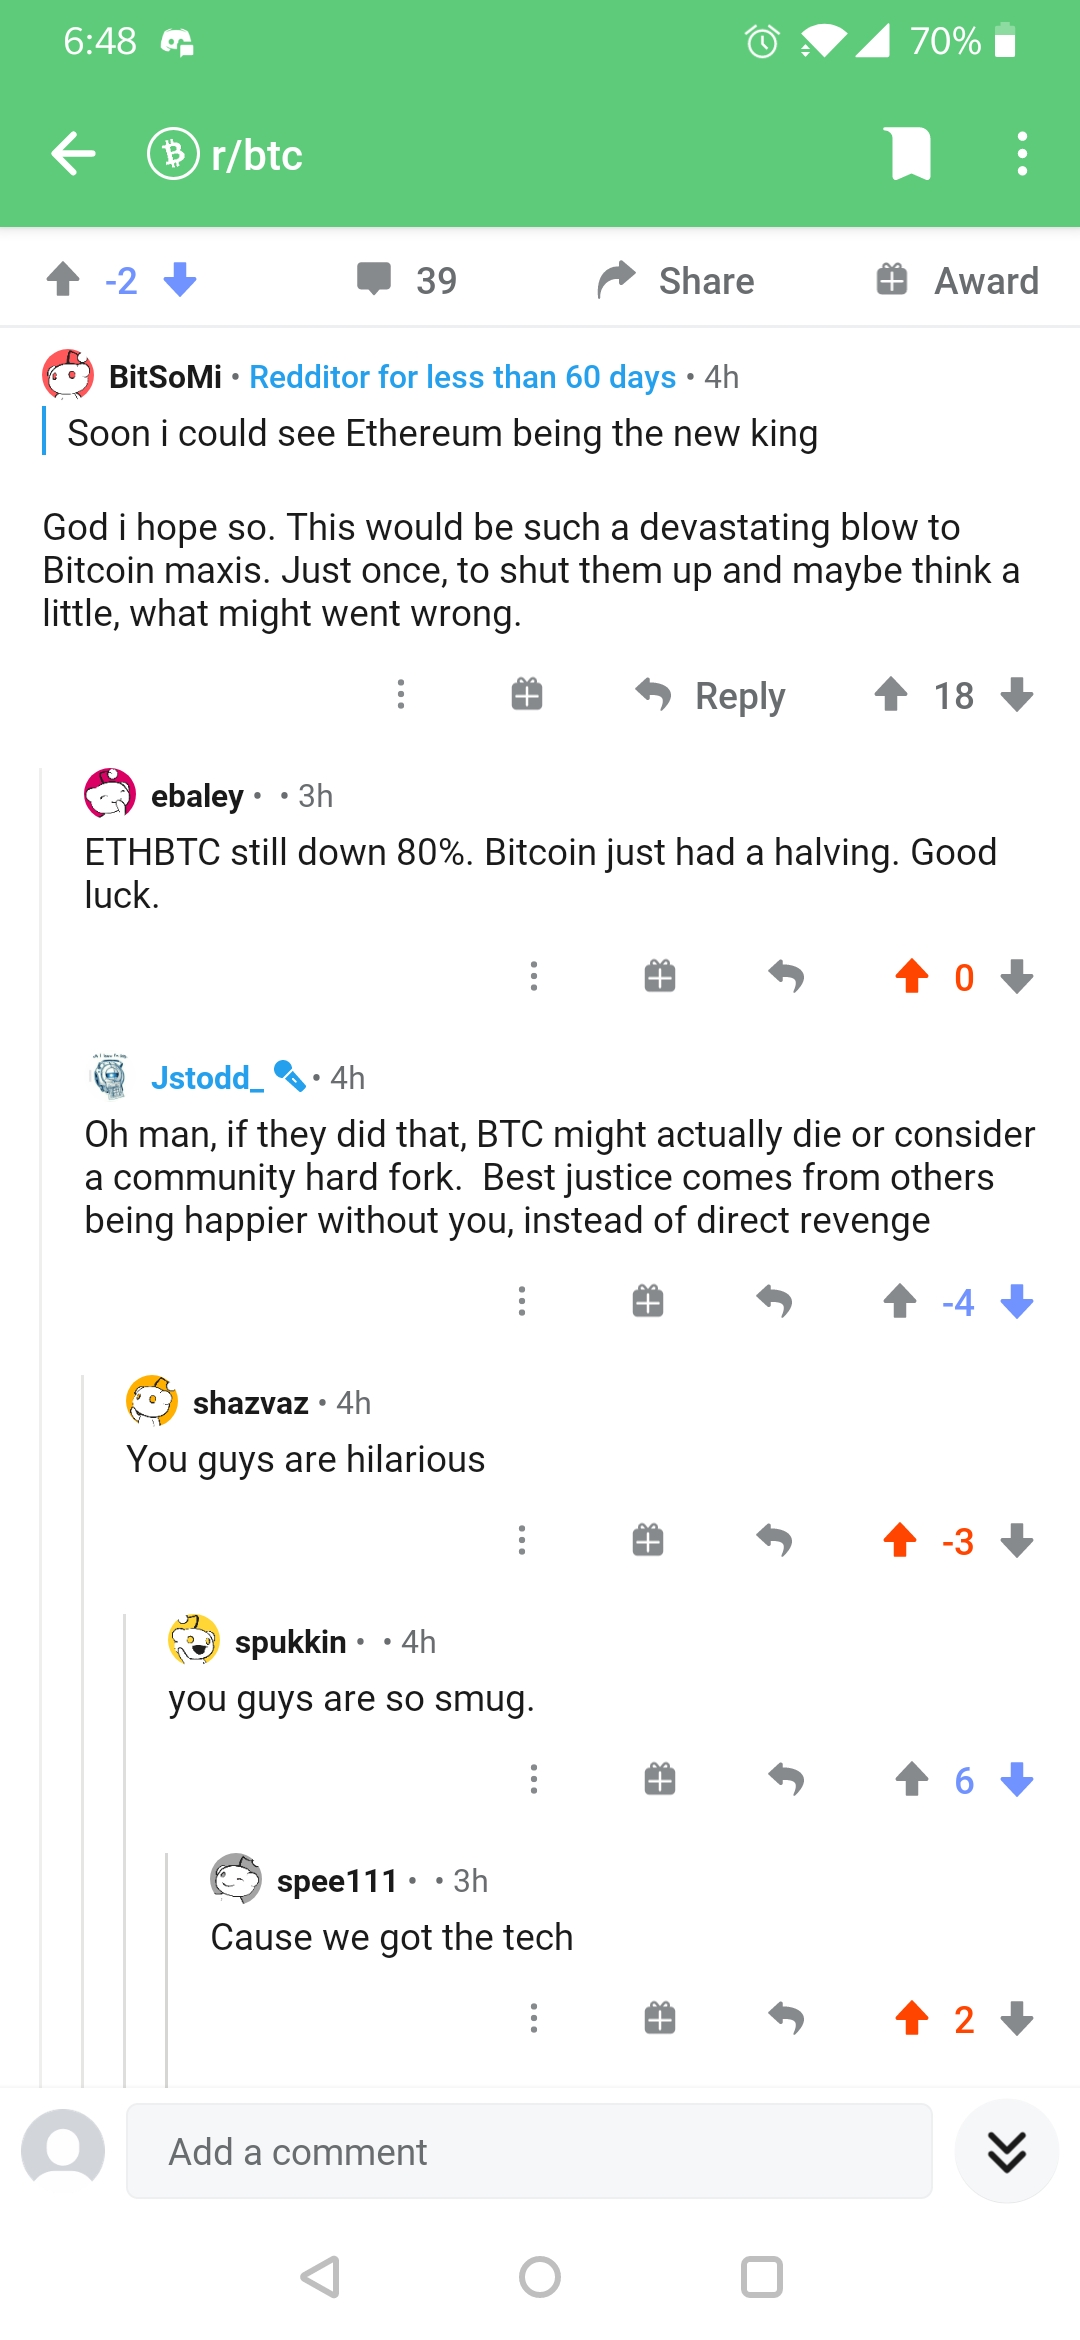 6:48 70%
r/btc
-2 39 Share Award
BitSoMi • Redditor for less than 60 days • 4h
Soon i could see Ethereum being the new king
God i hope so. This would be such a devastating blow to
Bitcoin maxis. Just once, to shut them up and maybe think a
little, what might went wrong.
Reply 18
ebaley • • 3h
ETHBTC still down 80%. Bitcoin just had a halving. Good
luck.
0
Jstodd_ • 4h
Oh man, if they did that, BTC might actually die or consider
a community hard fork.  Best justice comes from others
being happier without you, instead of direct revenge
-4
shazvaz • 4h
You guys are hilarious
-3
spukkin • • 4h
you guys are so smug.
6
spee111 • • 3h
Cause we got the tech
2
Add a comment